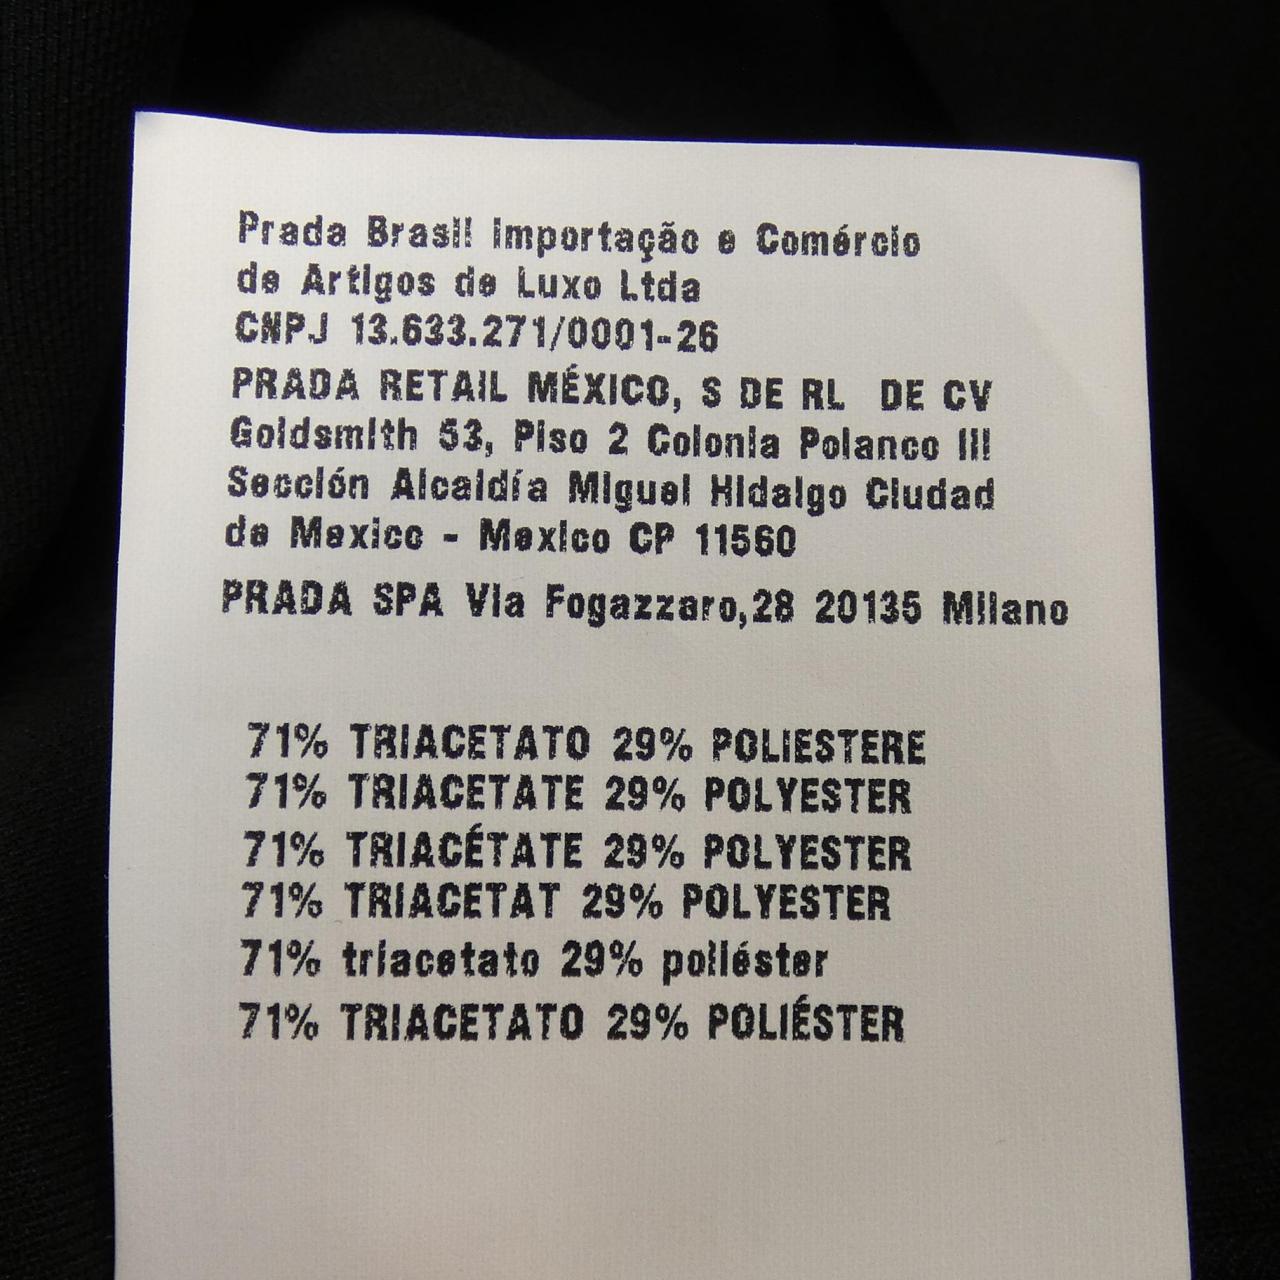 Prada Brasil Importação e Comércio
de Artigos de Luxo Ltda
CNPJ 13.633.271/0001-26
PRADA RETAIL MÉXICO, S DE RL DE CV
Goldsmith 53, Piso 2 Colonia Polanco III
Sección Alcaldía Miguel Hidalgo Ciudad
de Mexico - Mexico CP 11560
PRADA SPA Via Fogazzaro,28 20135 Milano
71% TRIACETATO 29% POLIESTERE
71% TRIACETATE 29% POLYESTER
71% TRIACÉTATE 29% POLYESTER
71% TRIACETAT 29% POLYESTER
71% triacetato 29% poliéster
71% TRIACETATO 29% POLIÉSTER